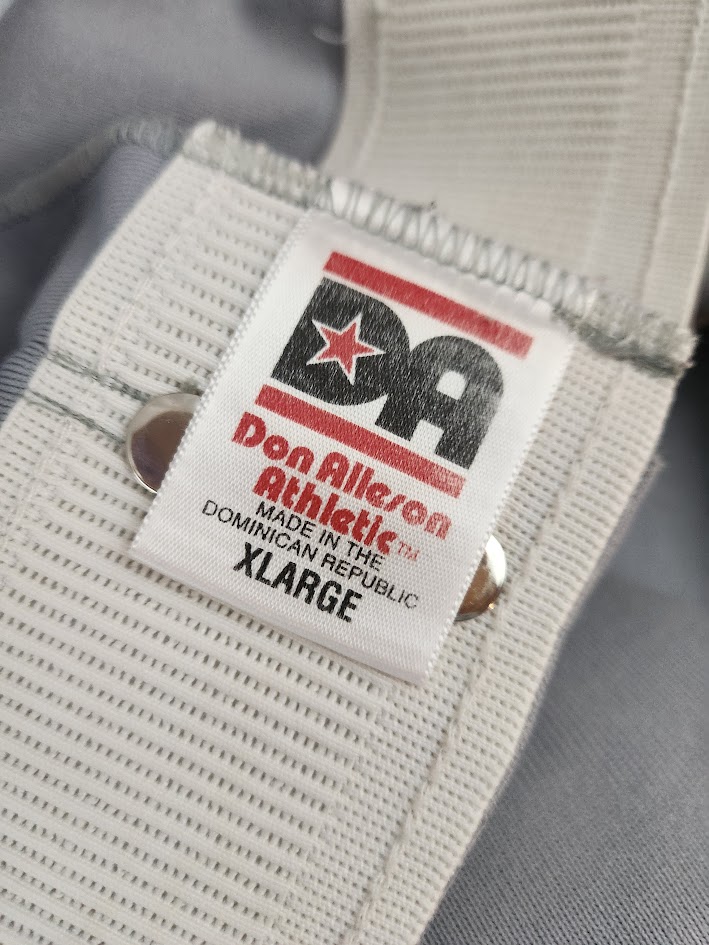 DA
Don Alleson
Athletic™
MADE IN THE
DOMINICAN REPUBLIC
XLARGE